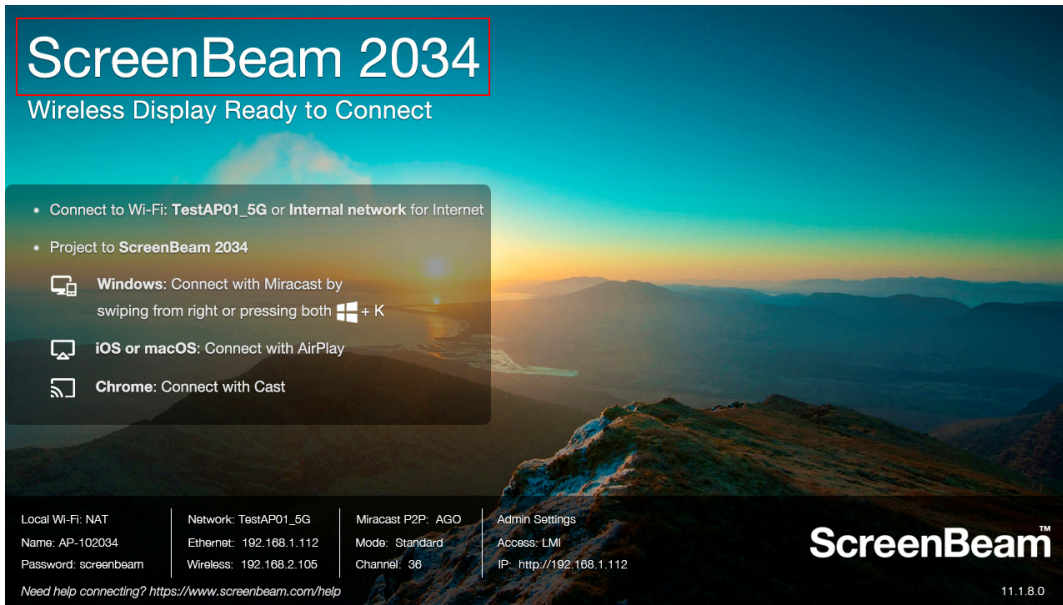 ScreenBeam 2034
Wireless Display Ready to Connect
• Connect to Wi-Fi: TestAP01_5G or Internal network for Internet
• Project to ScreenBeam 2034
Windows: Connect with Miracast by
swiping from right or pressing both + K
iOS or macOS: Connect with AirPlay
Chrome: Connect with Cast
Local Wi-Fi: NAT
Name: AP-102034
Password: screenbeam
Network: TestAP01_5G
Ethernet: 192.168.1.112
Wireless: 192.168.2.105
Miracast P2P: AGO
Mode: Standard
Channel: 36
Admin Settings
Access: LMI
IP: http://192.168.1.112
ScreenBeam™
Need help connecting? https://www.screenbeam.com/help
11.1.8.0